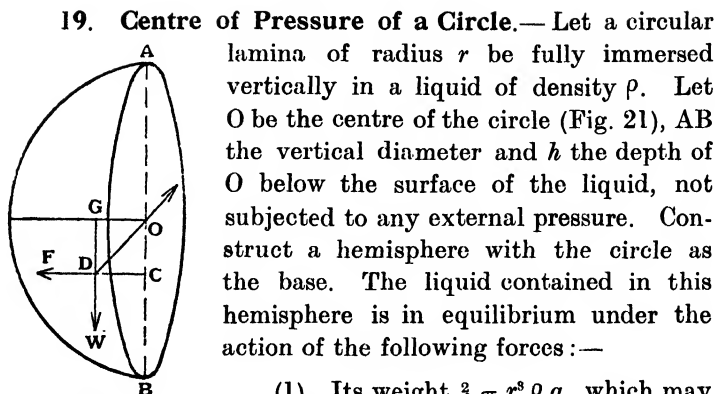 19. Centre of Pressure of a Circle.— Let a circular
lamina of radius r be fully immersed
vertically in a liquid of density ρ. Let
O be the centre of the circle (Fig. 21), AB
the vertical diameter and h the depth of
O below the surface of the liquid, not
subjected to any external pressure. Con-
struct a hemisphere with the circle as
the base. The liquid contained in this
hemisphere is in equilibrium under the
action of the following forces :—
(1) Its weight which may
A
G
O
F
D
C
W
B